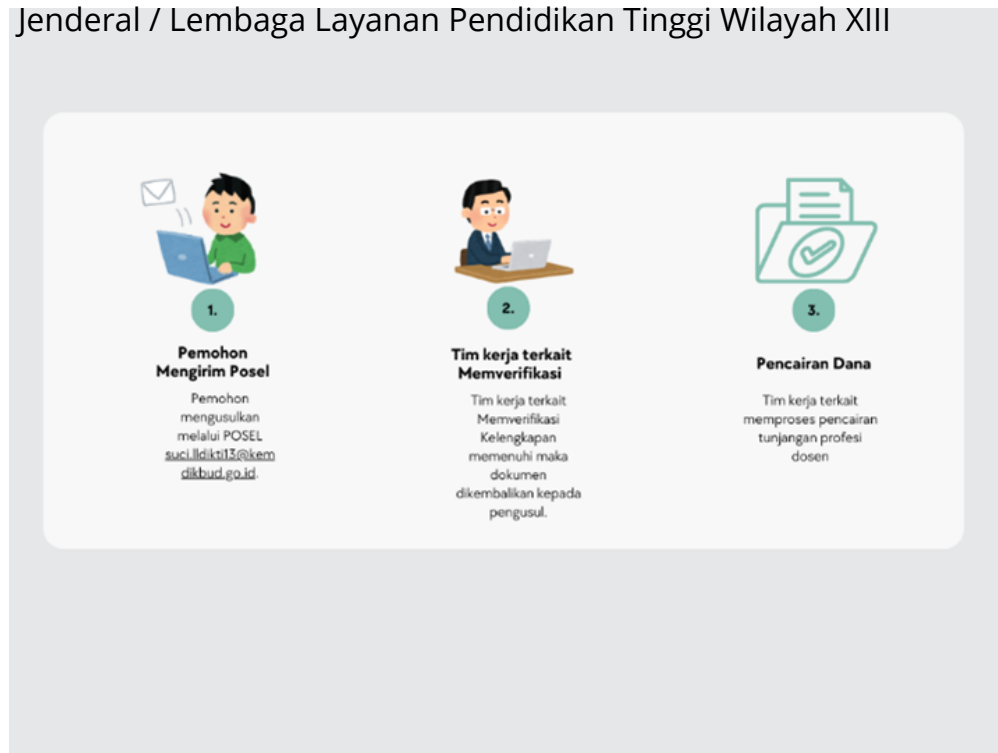 Jenderal / Lembaga Layanan Pendidikan Tinggi Wilayah XIII
1.
Pemohon
Mengirim Posel
Pemohon
mengusulkan
melalui POSEL
suci.lldikti13@kem
dikbud.go.id.
2.
Tim kerja terkait
Memverifikasi
Tim kerja terkait
Memverifikasi
Kelengkapan
memenuhi maka
dokumen
dikembalikan kepada
pengusul.
3.
Pencairan Dana
Tim kerja terkait
memproses pencairan
tunjangan profesi
dosen